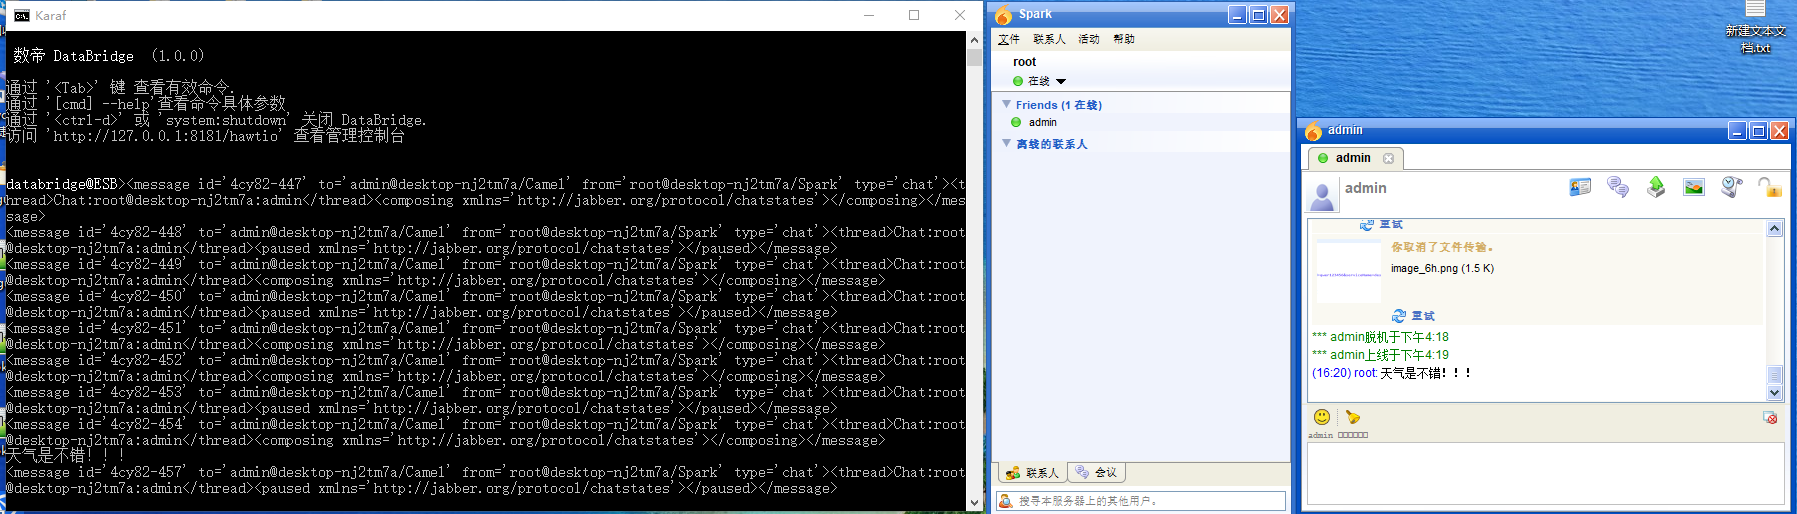 Karaf
数帝 DataBridge (1.0.0)
通过 '<Tab>' 键 查看有效命令.
通过 '[cmd] --help'查看命令具体参数
通过 '<ctrl-d>' 或 'system:shutdown' 关闭 DataBridge.
访问 'http://127.0.0.1:8181/hawtio' 查看管理控制台
databridge@ESB><message id='4cy82-447' to='admin@desktop-nj2tm7a/Camel' from='root@desktop-nj2tm7a/Spark' type='chat'><t
hread>Chat:root@desktop-nj2tm7a:admin</thread><composing xmlns='http://jabber.org/protocol/chatstates'></composing></mes
sage>
<message id='4cy82-448' to='admin@desktop-nj2tm7a/Camel' from='root@desktop-nj2tm7a/Spark' type='chat'><thread>Chat:root
@desktop-nj2tm7a:admin</thread><paused xmlns='http://jabber.org/protocol/chatstates'></paused></message>
<message id='4cy82-449' to='admin@desktop-nj2tm7a/Camel' from='root@desktop-nj2tm7a/Spark' type='chat'><thread>Chat:root
@desktop-nj2tm7a:admin</thread><composing xmlns='http://jabber.org/protocol/chatstates'></composing></message>
<message id='4cy82-450' to='admin@desktop-nj2tm7a/Camel' from='root@desktop-nj2tm7a/Spark' type='chat'><thread>Chat:root
@desktop-nj2tm7a:admin</thread><paused xmlns='http://jabber.org/protocol/chatstates'></paused></message>
<message id='4cy82-451' to='admin@desktop-nj2tm7a/Camel' from='root@desktop-nj2tm7a/Spark' type='chat'><thread>Chat:root
@desktop-nj2tm7a:admin</thread><composing xmlns='http://jabber.org/protocol/chatstates'></composing></message>
<message id='4cy82-452' to='admin@desktop-nj2tm7a/Camel' from='root@desktop-nj2tm7a/Spark' type='chat'><thread>Chat:root
@desktop-nj2tm7a:admin</thread><composing xmlns='http://jabber.org/protocol/chatstates'></composing></message>
<message id='4cy82-453' to='admin@desktop-nj2tm7a/Camel' from='root@desktop-nj2tm7a/Spark' type='chat'><thread>Chat:root
@desktop-nj2tm7a:admin</thread><paused xmlns='http://jabber.org/protocol/chatstates'></paused></message>
<message id='4cy82-454' to='admin@desktop-nj2tm7a/Camel' from='root@desktop-nj2tm7a/Spark' type='chat'><thread>Chat:root
@desktop-nj2tm7a:admin</thread><composing xmlns='http://jabber.org/protocol/chatstates'></composing></message>
天气是不错!!!
<message id='4cy82-457' to='admin@desktop-nj2tm7a/Camel' from='root@desktop-nj2tm7a/Spark' type='chat'><thread>Chat:root
@desktop-nj2tm7a:admin</thread><paused xmlns='http://jabber.org/protocol/chatstates'></paused></message>
Spark
文件 联系人 活动 帮助
root
在线
Friends (1 在线)
admin
离线的联系人
联系人 会议
搜寻本服务器上的其他用户。
新建文本文
档.txt
admin
admin
admin
重试
你取消了文件传输。
image_6h.png (1.5 K)
重试
*** admin脱机于下午4:18
*** admin上线于下午4:19
(16:20) root: 天气是不错!!!
admin